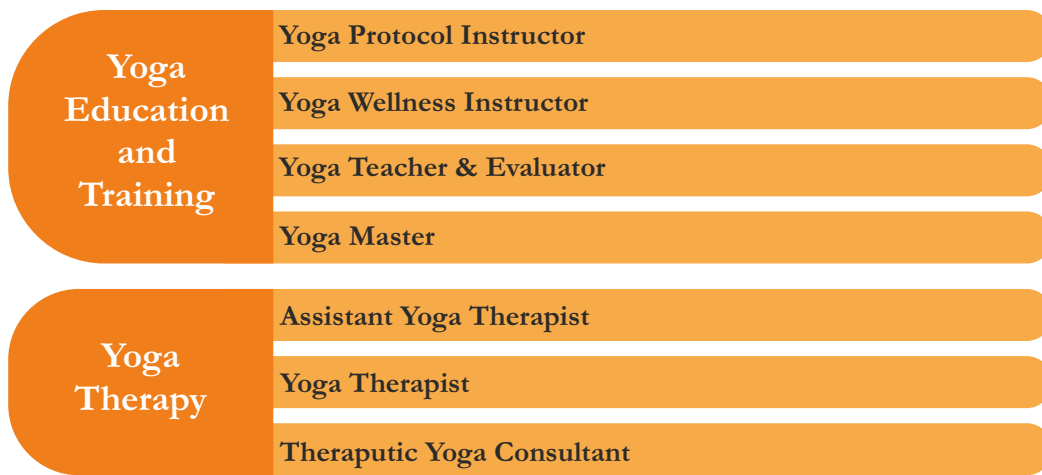 Yoga
Education
and
Training
Yoga Protocol Instructor
Yoga Wellness Instructor
Yoga Teacher & Evaluator
Yoga Master
Yoga
Therapy
Assistant Yoga Therapist
Yoga Therapist
Theraputic Yoga Consultant